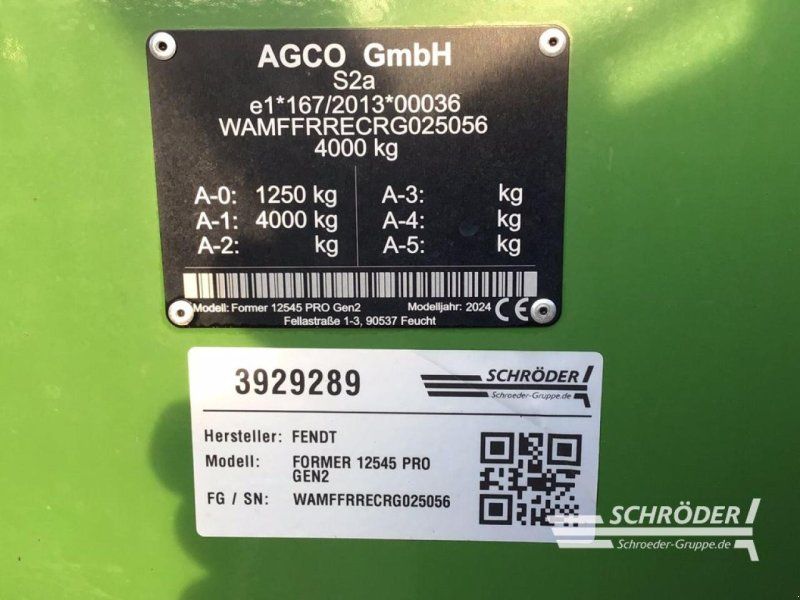 AGCO GmbH
S2a
e1*167/2013*00036
WAMFFRRECRG025056
4000 kg
A-0: 1250 kg A-3: kg
A-1: 4000 kg A-4: kg
A-2: kg A-5: kg
Modell: Former 12545 PRO Gen2 Modelljahr: 2024 CE
Fellastraße 1-3, 90537 Feucht
3929289 SCHRÖDER
Schroeder-Gruppe.de
Hersteller: FENDT
Modell: FORMER 12545 PRO
GEN2
FG / SN: WAMFFRRECRG025056
SCHRÖDER
Schroeder-Gruppe.de